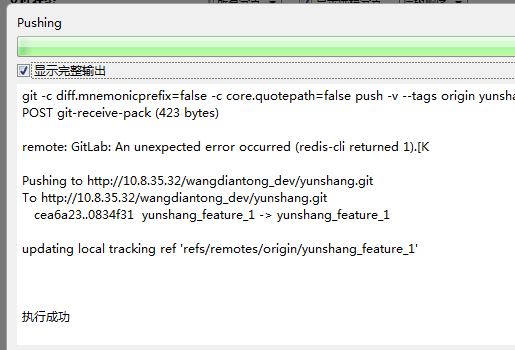 Pushing
显示完整输出
git -c diff.mnemonicprefix=false -c core.quotepath=false push -v --tags origin yunsha
POST git-receive-pack (423 bytes)
remote: GitLab: An unexpected error occurred (redis-cli returned 1).[K
Pushing to http://10.8.35.32/wangdiantong_dev/yunshang.git
To http://10.8.35.32/wangdiantong_dev/yunshang.git
cea6a23..0834f31 yunshang_feature_1 -> yunshang_feature_1
updating local tracking ref 'refs/remotes/origin/yunshang_feature_1'
执行成功